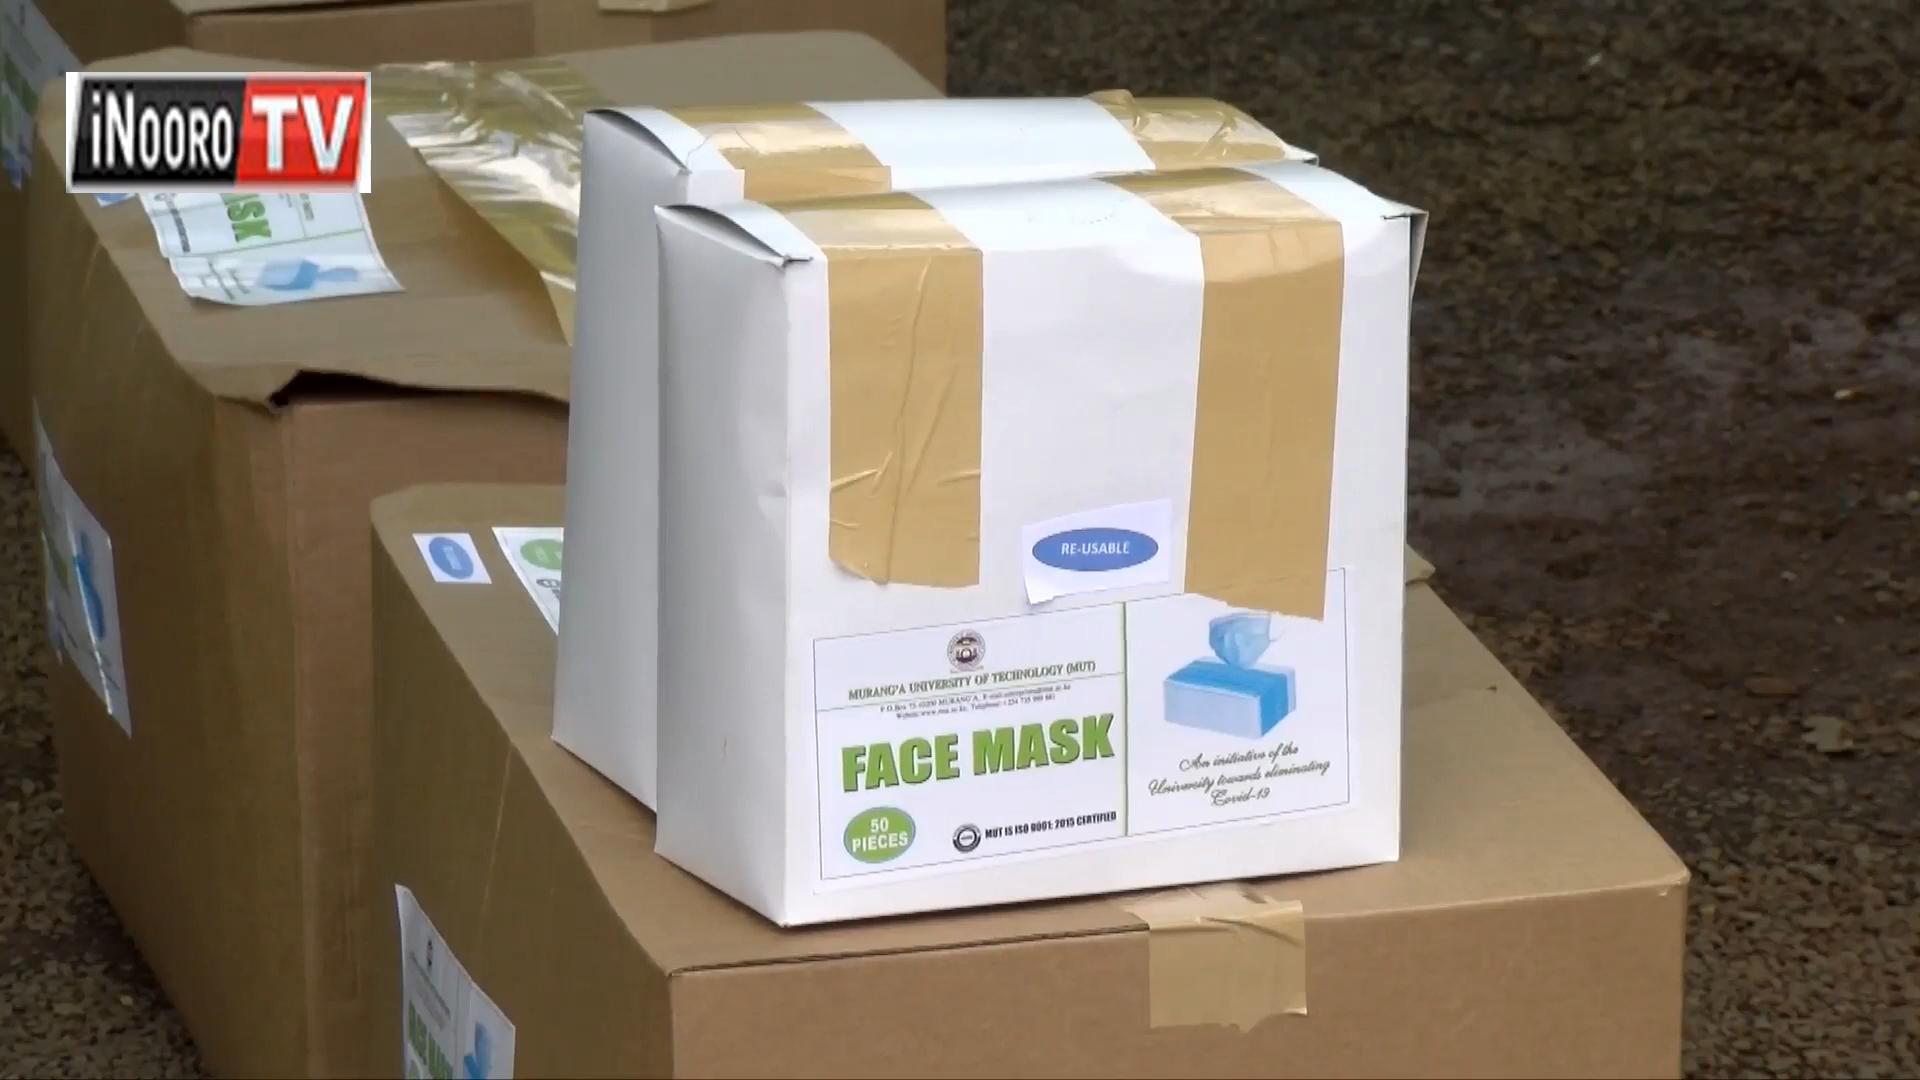 iNOORO TV
ASK
RE-USABLE
MURANG'A UNIVERSITY OF TECHNOLOGY (MUT)
FACE MASK
50
PIECES
MUT IS ISO 9001: 2015 CERTIFIED
An initiative of the
University towards eliminating
Covid-19